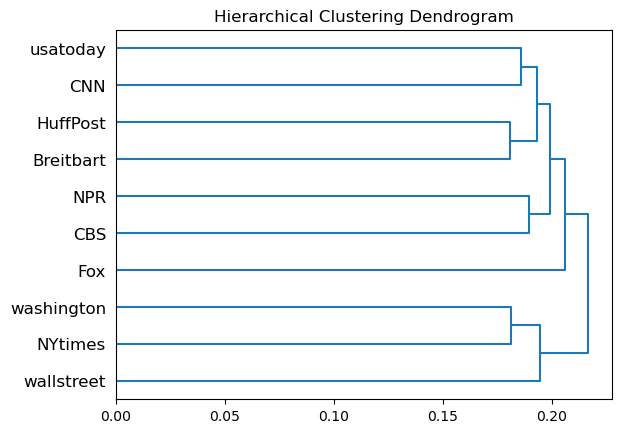 Hierarchical Clustering Dendrogram
usatoday
CNN
HuffPost
Breitbart
NPR
CBS
Fox
washington
NYtimes
wallstreet
0.00 0.05 0.10 0.15 0.20